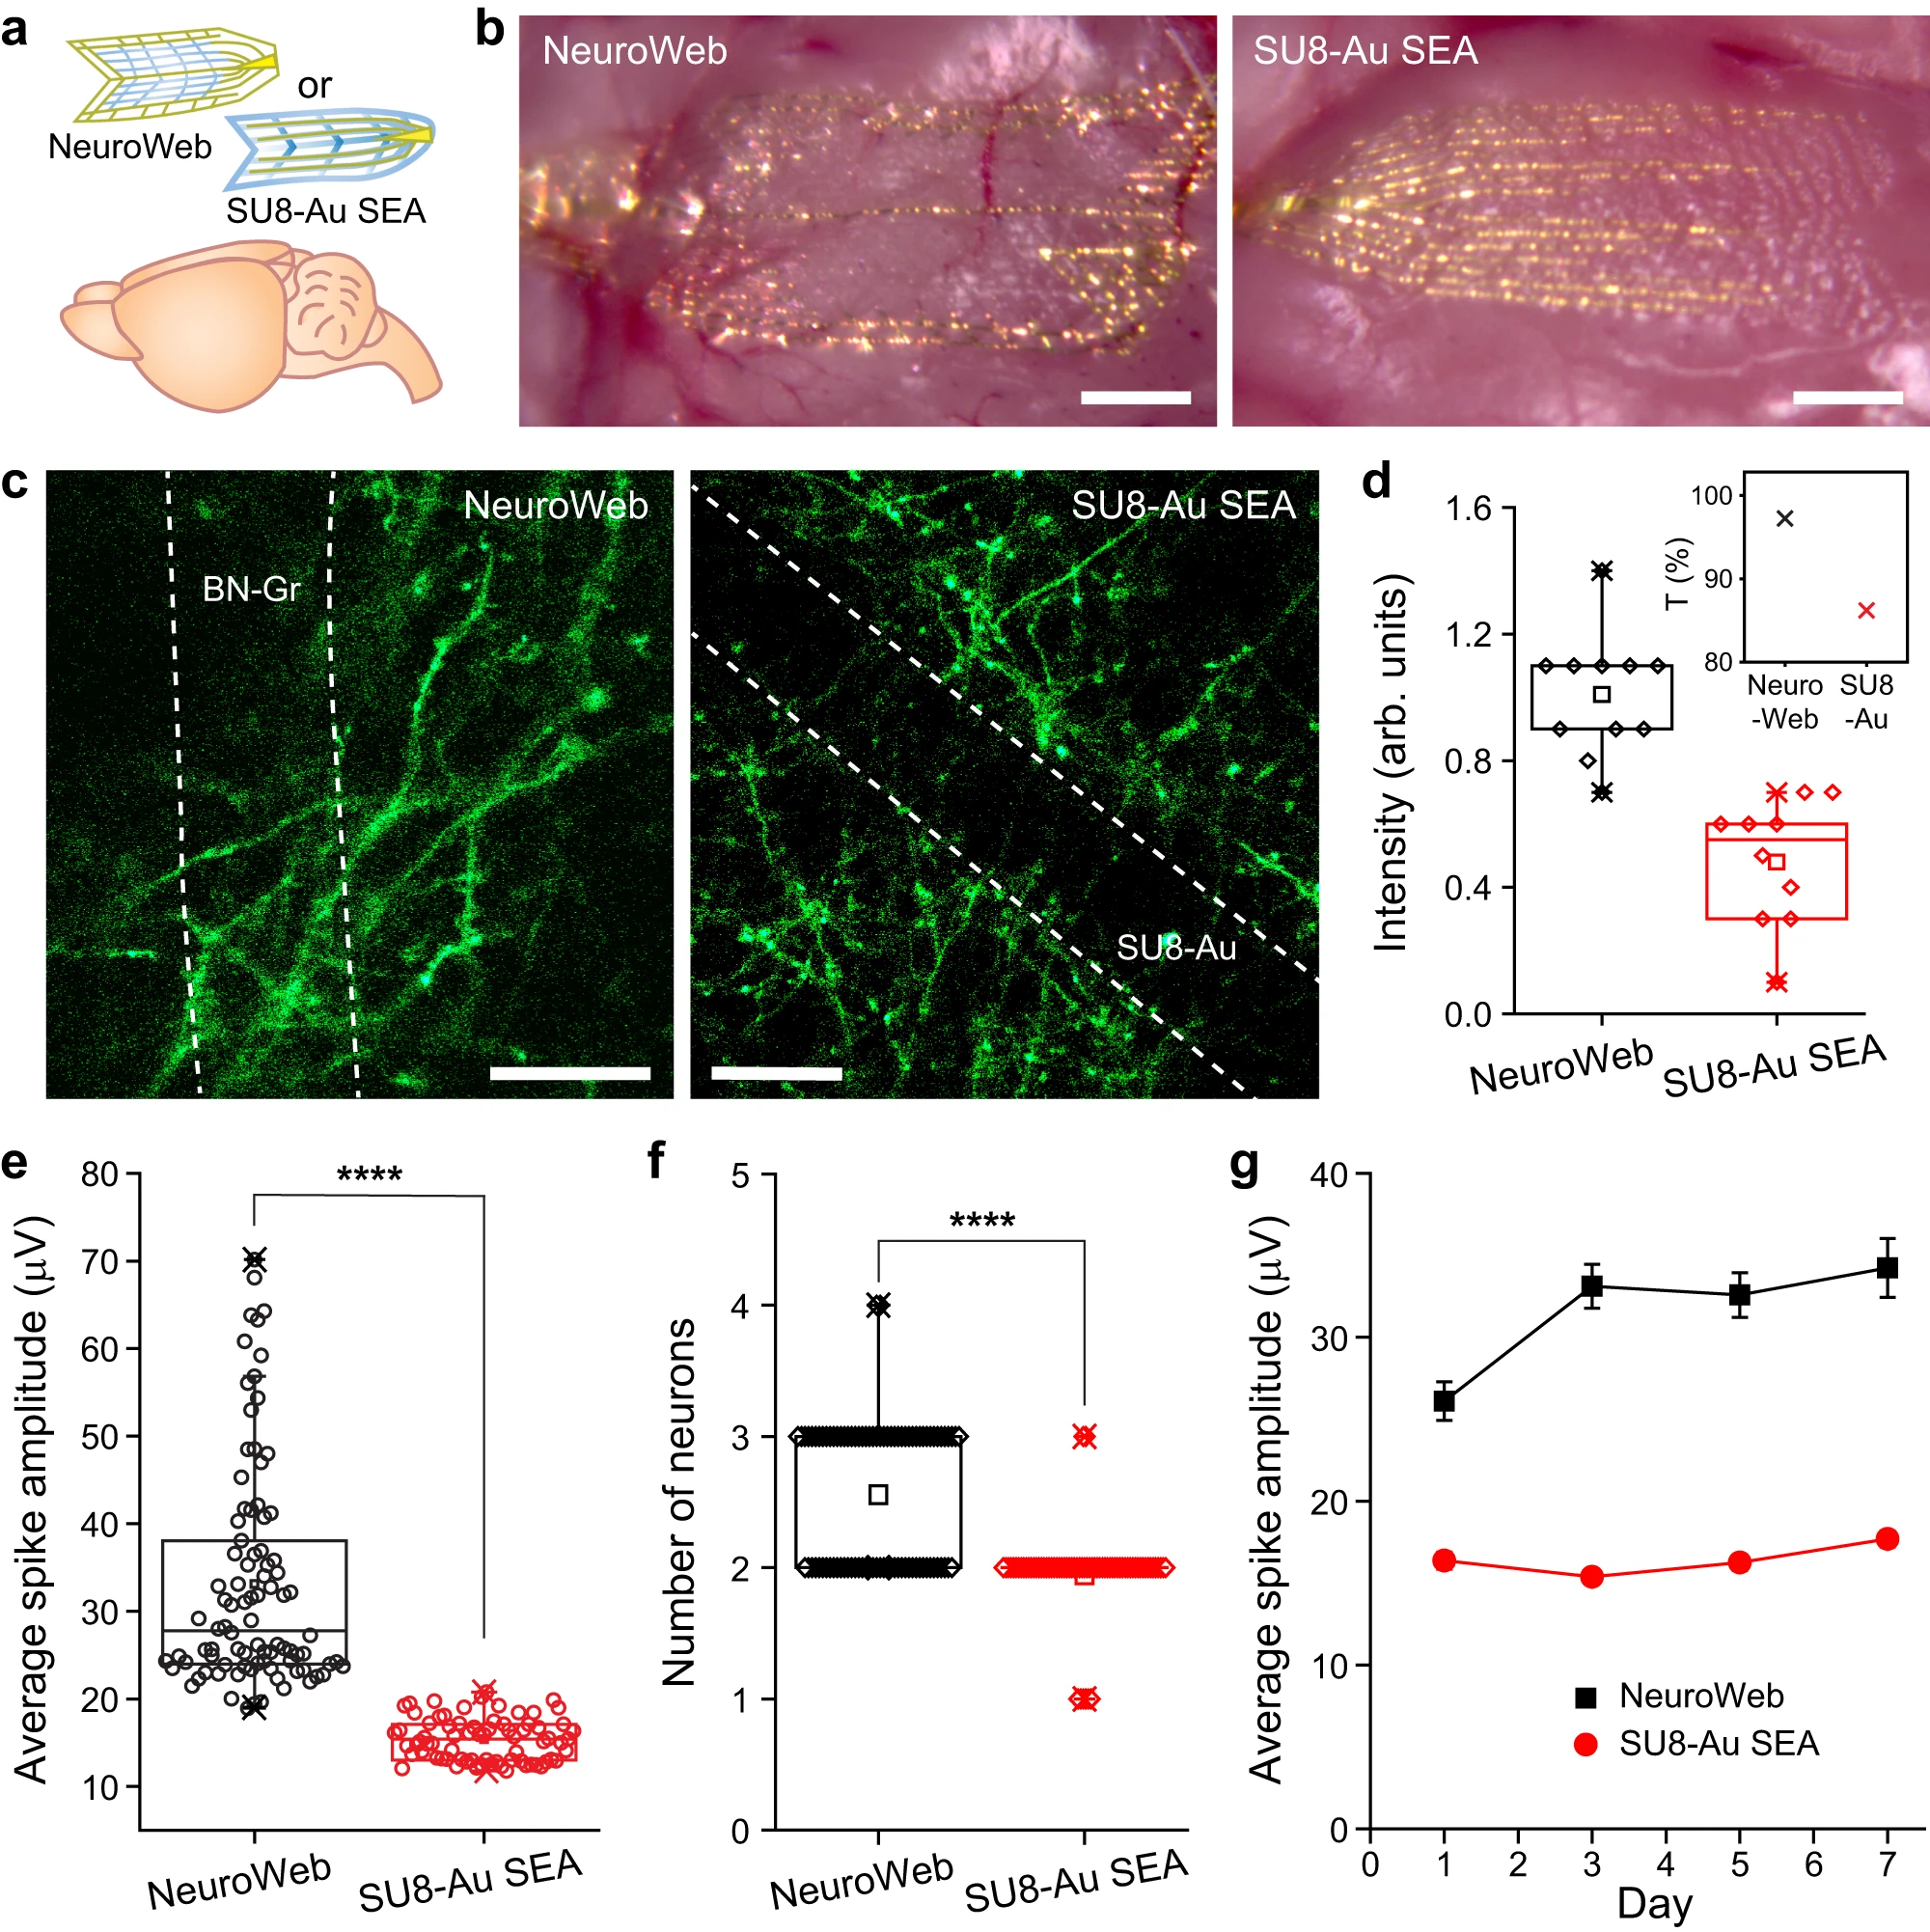 a
or
NeuroWeb
SU8-Au SEA
b
NeuroWeb
SU8-Au SEA
c
NeuroWeb
BN-Gr
SU8-Au SEA
SU8-Au
d
Intensity (arb. units)
1.6
1.2
0.8
0.4
0.0
NeuroWeb
SU8-Au SEA
T (%)
100
90
80
Neuro
-Web
SU8
-Au
e
Average spike amplitude (μV)
80
70
60
50
40
30
20
10
****
NeuroWeb
SU8-Au SEA
f
Number of neurons
5
4
3
2
1
0
****
NeuroWeb
SU8-Au SEA
g
Average spike amplitude (μV)
40
30
20
10
0
NeuroWeb
SU8-Au SEA
0 1 2 3 4 5 6 7
Day